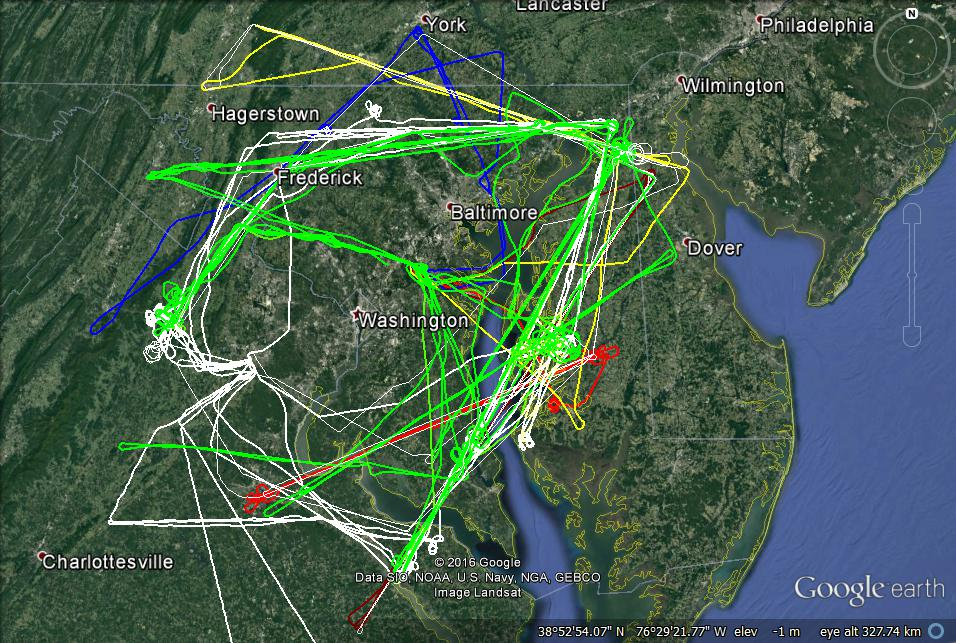 Lancaster
York
Philadelphia
N
Wilmington
Hagerstown
Frederick
Baltimore
Dover
Washington
Charlottesville
© 2016 Google
Data SIO, NOAA, U.S. Navy, NGA, GEBCO
Image Landsat
Google earth
38°52'54.07" N 76°29'21.77" W elev -1 m eye alt 327.74 km